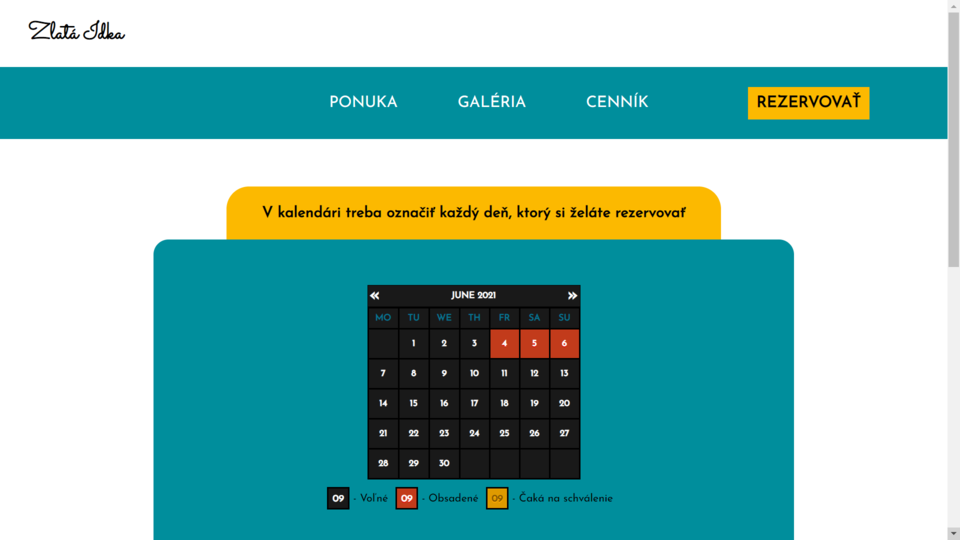 Zlatá Idka
PONUKA GALÉRIA CENNÍK REZERVOVAŤ
V kalendári treba označiť každý deň, ktorý si želáte rezervovať
« JUNE 2021 »
MO TU WE TH FR SA SU
1 2 3 4 5 6
7 8 9 10 11 12 13
14 15 16 17 18 19 20
21 22 23 24 25 26 27
28 29 30
09 - Voľné 09 - Obsadené 09 - Čaká na schválenie